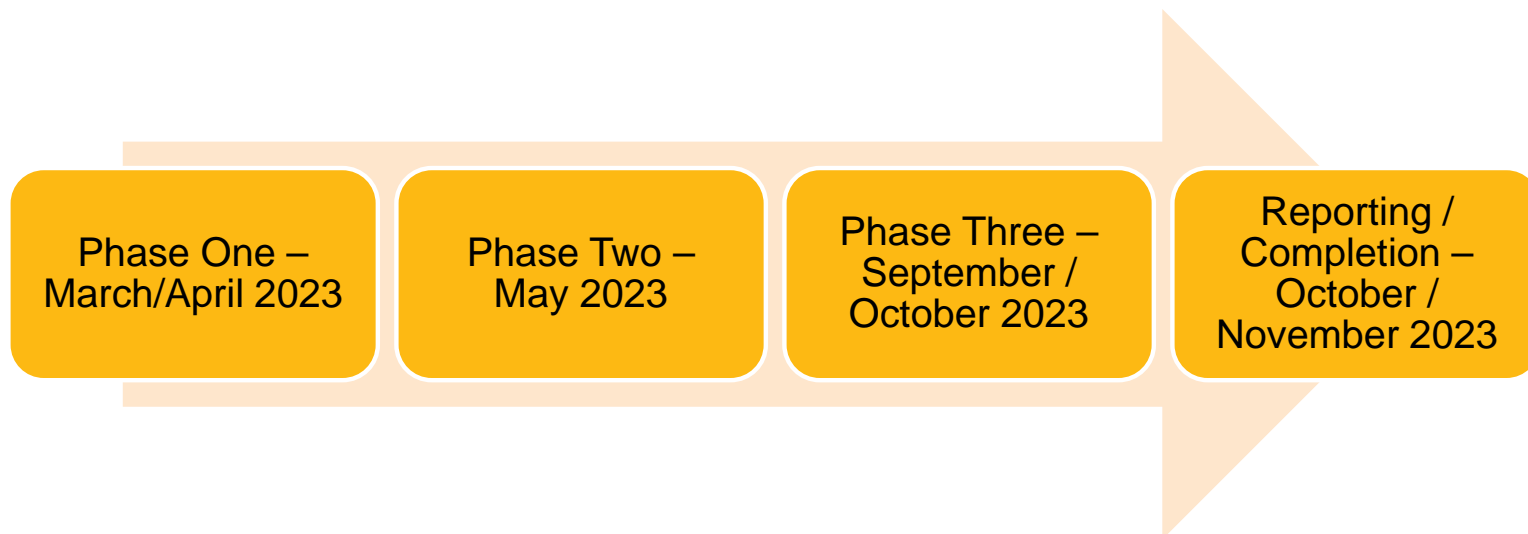 Phase One –
March/April 2023
Phase Two –
May 2023
Phase Three –
September /
October 2023
Reporting /
Completion –
October /
November 2023